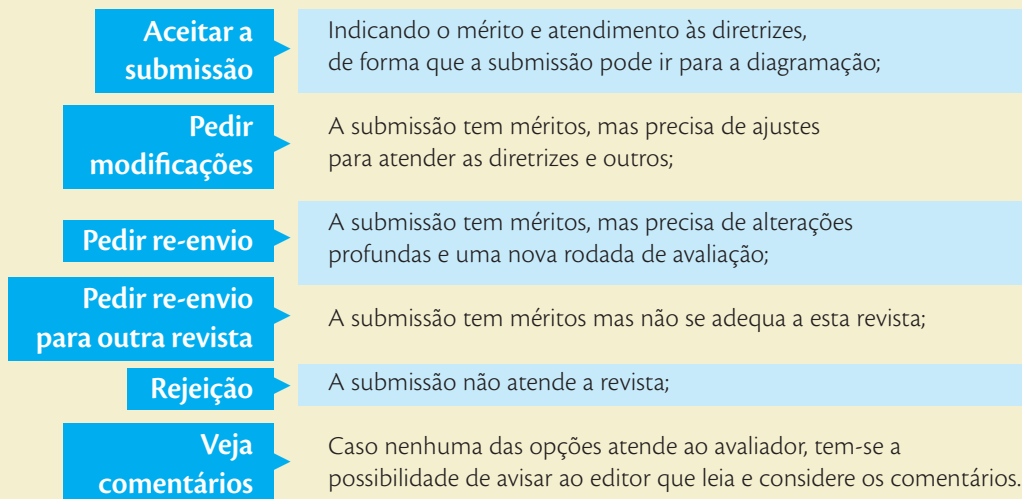 Aceitar a
submissão
Indicando o mérito e atendimento às diretrizes,
de forma que a submissão pode ir para a diagramação;
Pedir
modificações
A submissão tem méritos, mas precisa de ajustes
para atender as diretrizes e outros;
Pedir re-envio
A submissão tem méritos, mas precisa de alterações
profundas e uma nova rodada de avaliação;
Pedir re-envio
para outra revista
A submissão tem méritos mas não se adequa a esta revista;
Rejeição
A submissão não atende a revista;
Veja
comentários
Caso nenhuma das opções atende ao avaliador, tem-se a
possibilidade de avisar ao editor que leia e considere os comentários.